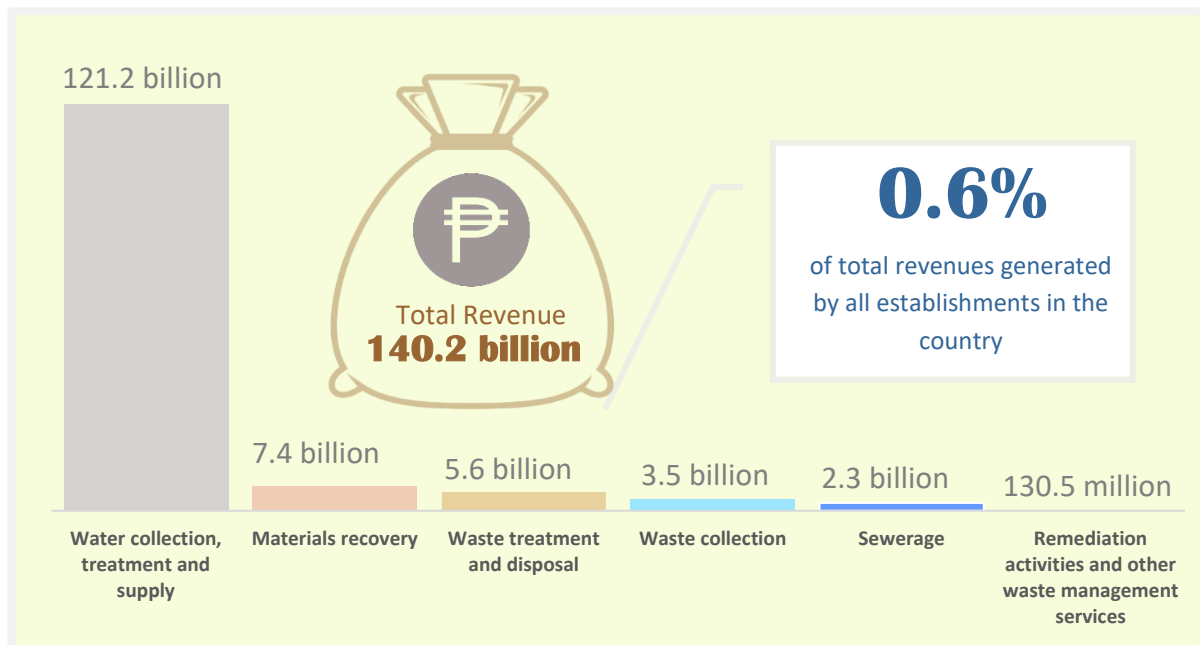 121.2 billion
₱
Total Revenue
140.2 billion
0.6%
of total revenues generated
by all establishments in the
country
7.4 billion
5.6 billion
3.5 billion
2.3 billion
130.5 million
Water collection,
treatment and
supply
Materials recovery
Waste treatment
and disposal
Waste collection
Sewerage
Remediation
activities and other
waste management
services